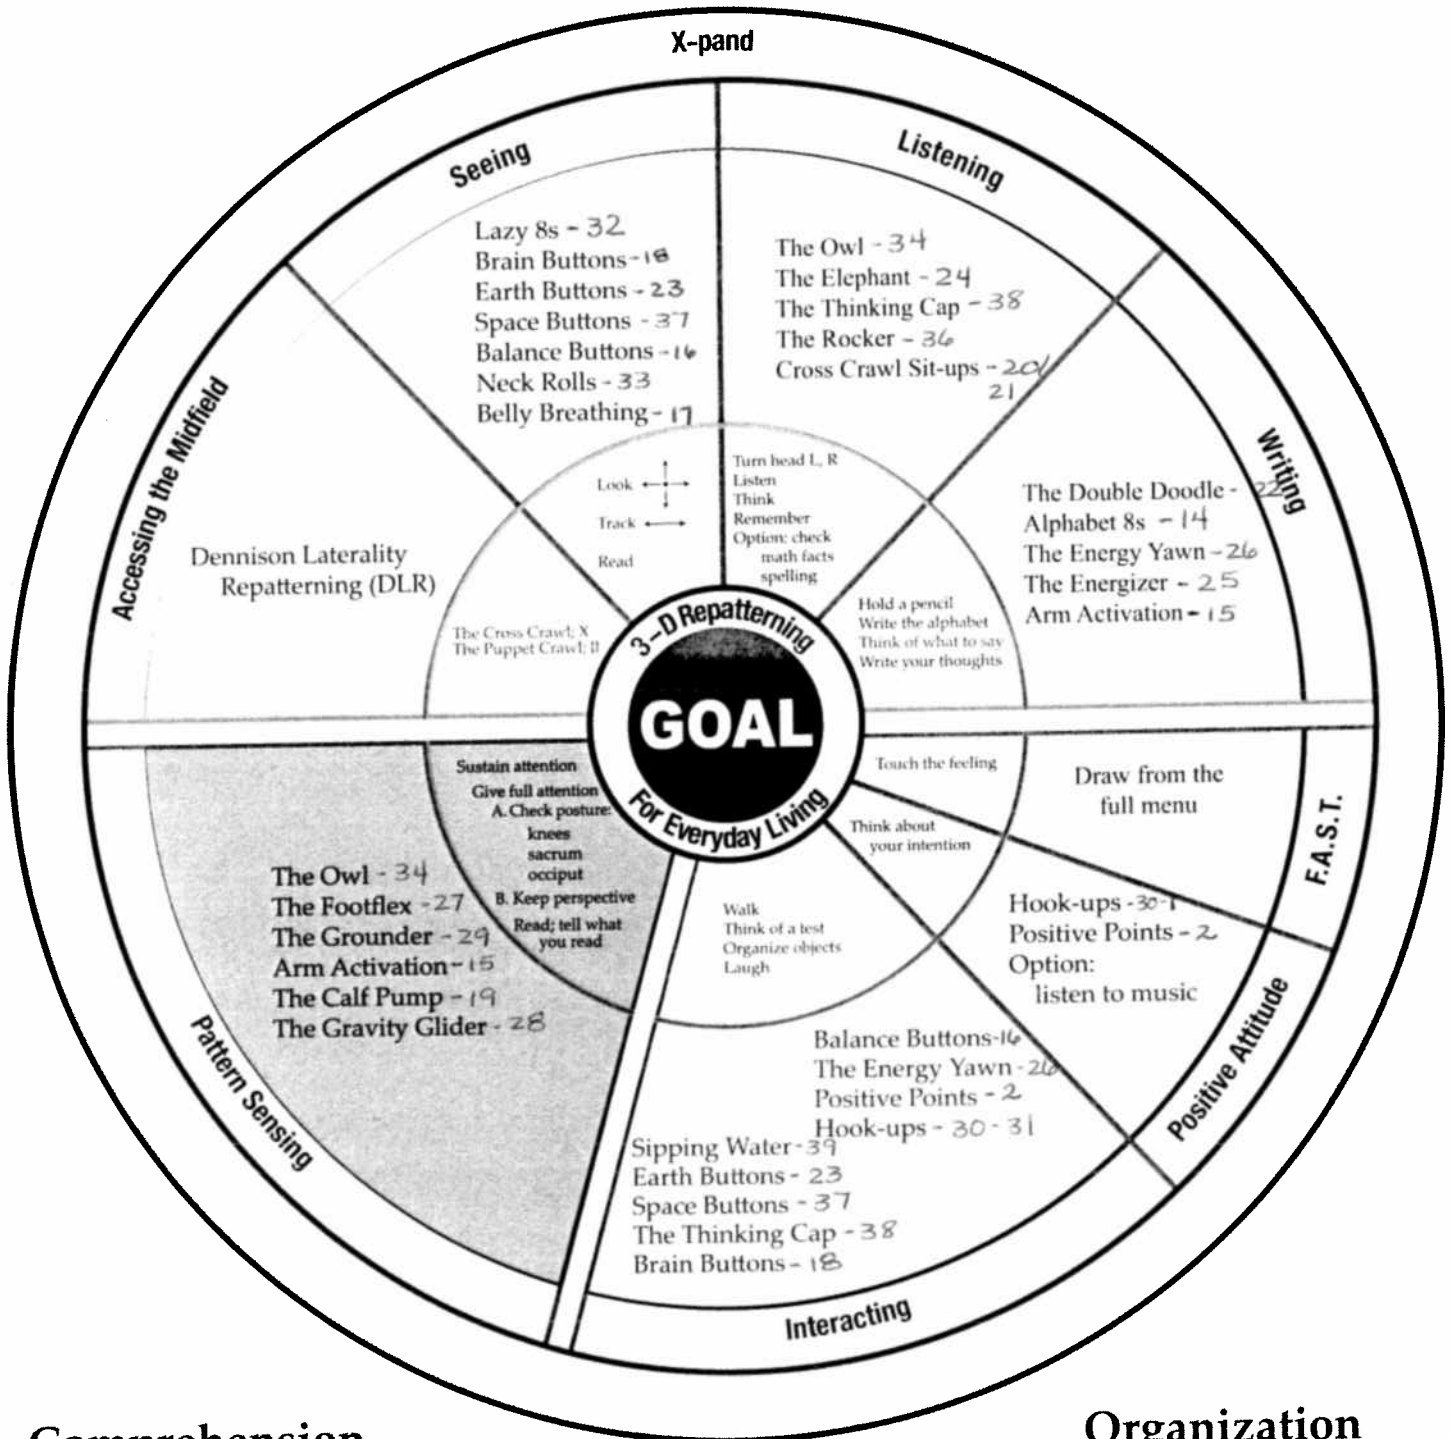 X-pand
Seeing
Lazy 8s - 32
Brain Buttons - 18
Earth Buttons - 23
Space Buttons - 37
Balance Buttons - 16
Neck Rolls - 33
Belly Breathing - 17
Look
Track
Read
Listening
The Owl - 34
The Elephant - 24
The Thinking Cap - 38
The Rocker - 36
Cross Crawl Sit-ups - 20/
21
Turn head L, R
Listen
Think
Remember
Option: check
math facts
spelling
Writing
The Double Doodle - 22
Alphabet 8s - 14
The Energy Yawn - 26
The Energizer - 25
Arm Activation - 15
Hold a pencil
Write the alphabet
Think of what to say
Write your thoughts
Accessing the Midfield
Dennison Laterality
Repatterning (DLR)
The Cross Crawl; X
The Puppet Crawl; II
3-D Repatterning
GOAL
For Everyday Living
F.A.S.T.
Draw from the
full menu
Touch the feeling
Positive Attitude
Hook-ups - 30-1
Positive Points - 2
Option:
listen to music
Think about
your intention
Pattern Sensing
The Owl - 34
The Footflex - 27
The Grounder - 29
Arm Activation - 15
The Calf Pump - 19
The Gravity Glider - 28
Sustain attention
Give full attention
A. Check posture:
knees
sacrum
occiput
B. Keep perspective
Read; tell what
you read
Interacting
Walk
Think of a test
Organize objects
Laugh
Balance Buttons - 16
The Energy Yawn - 26
Positive Points - 2
Hook-ups - 30 - 31
Sipping Water - 39
Earth Buttons - 23
Space Buttons - 37
The Thinking Cap - 38
Brain Buttons - 18
Comprehension
Organization